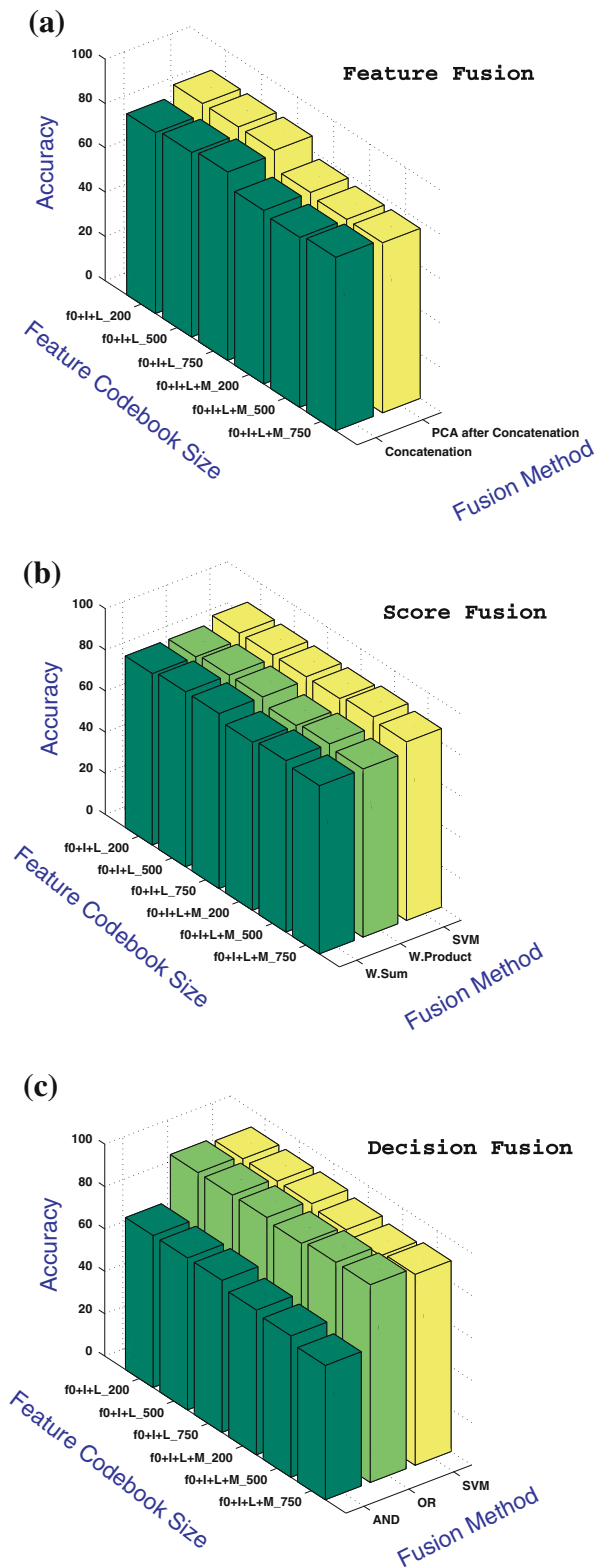 (a)
Feature Fusion
100
80
60
40
20
0
Accuracy
f0+I+L_200
f0+I+L_500
f0+I+L_750
f0+I+L+M_200
f0+I+L+M_500
f0+I+L+M_750
Feature Codebook Size
PCA after Concatenation
Concatenation
Fusion Method
(b)
Score Fusion
100
80
60
40
20
0
Accuracy
f0+I+L_200
f0+I+L_500
f0+I+L_750
f0+I+L+M_200
f0+I+L+M_500
f0+I+L+M_750
Feature Codebook Size
SVM
W.Product
W.Sum
Fusion Method
(c)
Decision Fusion
100
80
60
40
20
0
Accuracy
f0+I+L_200
f0+I+L_500
f0+I+L_750
f0+I+L+M_200
f0+I+L+M_500
f0+I+L+M_750
Feature Codebook Size
SVM
OR
AND
Fusion Method